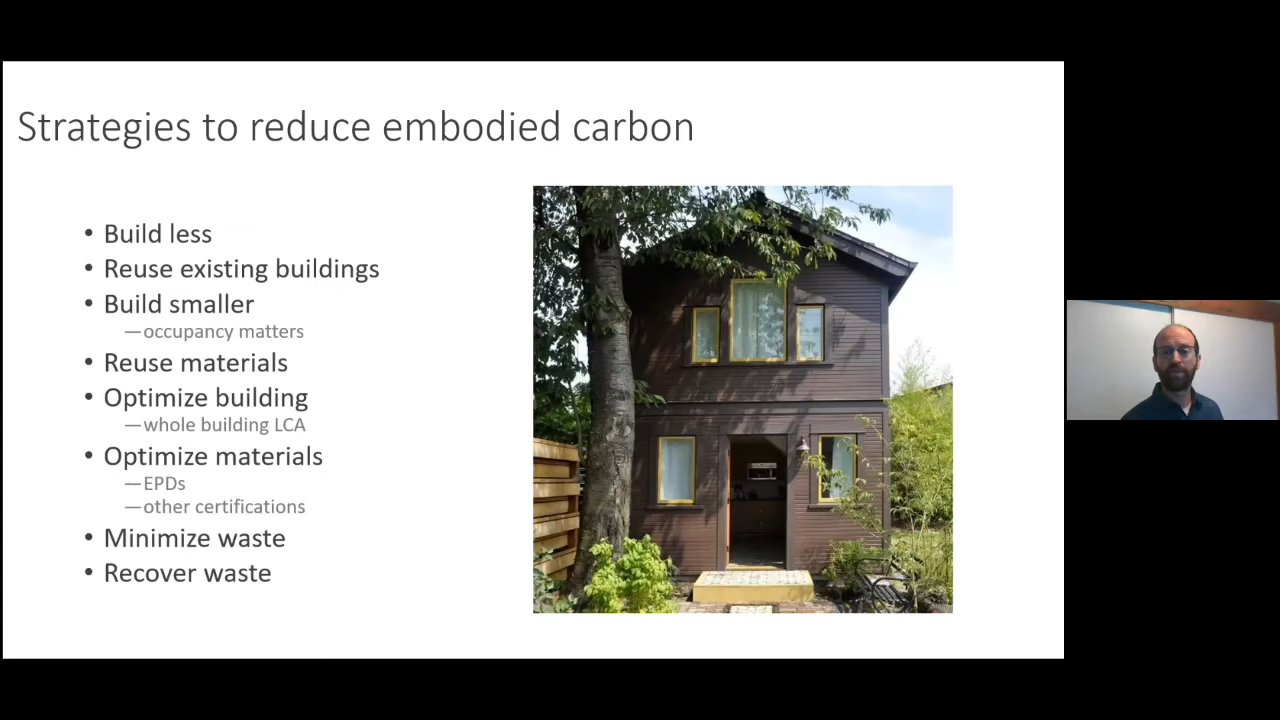 Strategies to reduce embodied carbon
• Build less
• Reuse existing buildings
• Build smaller
—occupancy matters
• Reuse materials
• Optimize building
—whole building LCA
• Optimize materials
—EPDs
—other certifications
• Minimize waste
• Recover waste